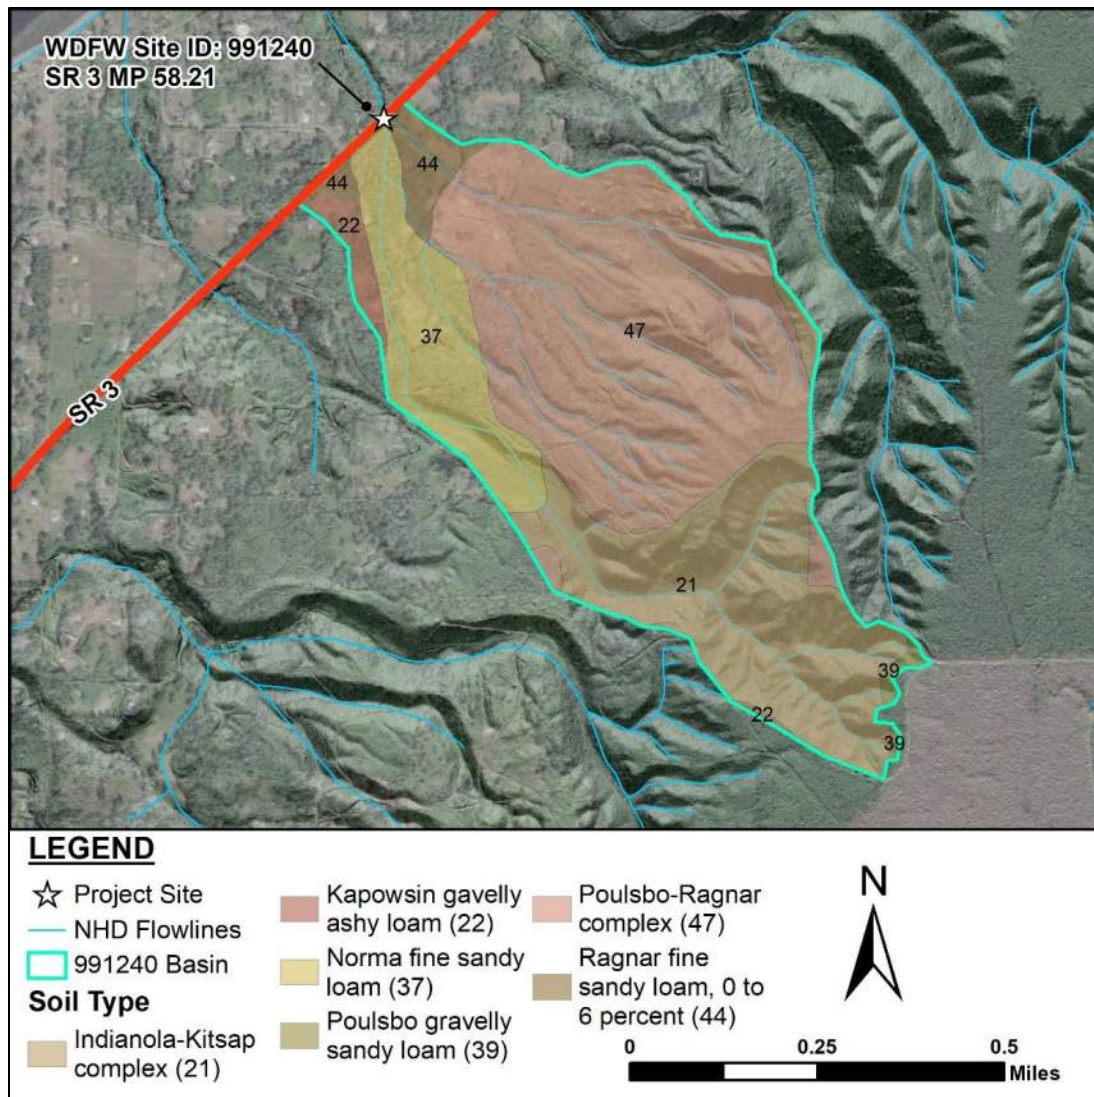 WDFW Site ID: 991240
SR 3 MP 58.21
44
44
22
37
47
SR 3
21
39
22
39
LEGEND
Project Site
NHD Flowlines
991240 Basin
Soil Type
Indianola-Kitsap
complex (21)
Kapowsin gavelly
ashy loam (22)
Norma fine sandy
loam (37)
Poulsbo gravelly
sandy loam (39)
Poulsbo-Ragnar
complex (47)
Ragnar fine
sandy loam, 0 to
6 percent (44)
N
0 0.25 0.5
Miles